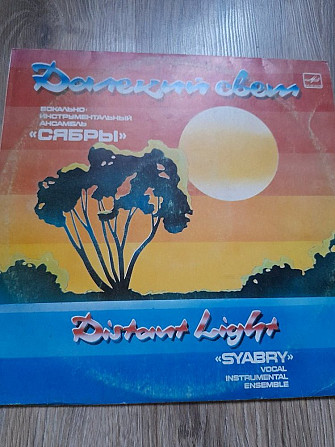 Далекий свет
ВОКАЛЬНО-
ИНСТРУМЕНТАЛЬНЫЙ
АНСАМБЛЬ
«СЯБРЫ»
Distant Light
«SYABRY»
VOCAL
INSTRUMENTAL
ENSEMBLE